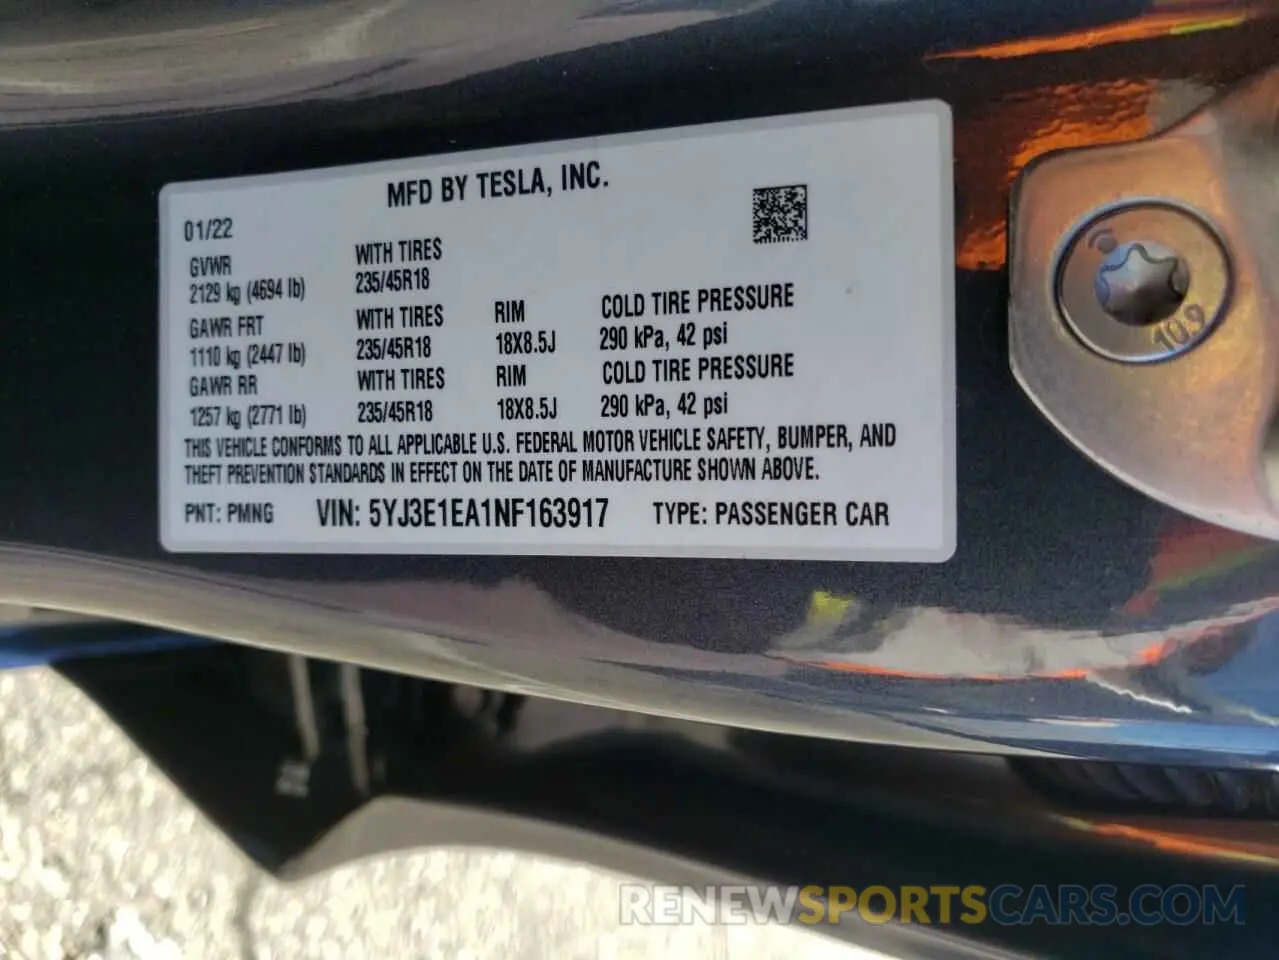 MFD BY TESLA, INC.
01/22
GVWR WITH TIRES
2129 kg (4694 lb) 235/45R18
GAWR FRT WITH TIRES RIM COLD TIRE PRESSURE
1110 kg (2447 lb) 235/45R18 18X8.5J 290 kPa, 42 psi
GAWR RR WITH TIRES RIM COLD TIRE PRESSURE
1257 kg (2771 lb) 235/45R18 18X8.5J 290 kPa, 42 psi
THIS VEHICLE CONFORMS TO ALL APPLICABLE U.S. FEDERAL MOTOR VEHICLE SAFETY, BUMPER, AND
THEFT PREVENTION STANDARDS IN EFFECT ON THE DATE OF MANUFACTURE SHOWN ABOVE.
PNT: PMNG VIN: 5YJ3E1EA1NF163917 TYPE: PASSENGER CAR
10.9
RENEWSPORTSCARS.COM